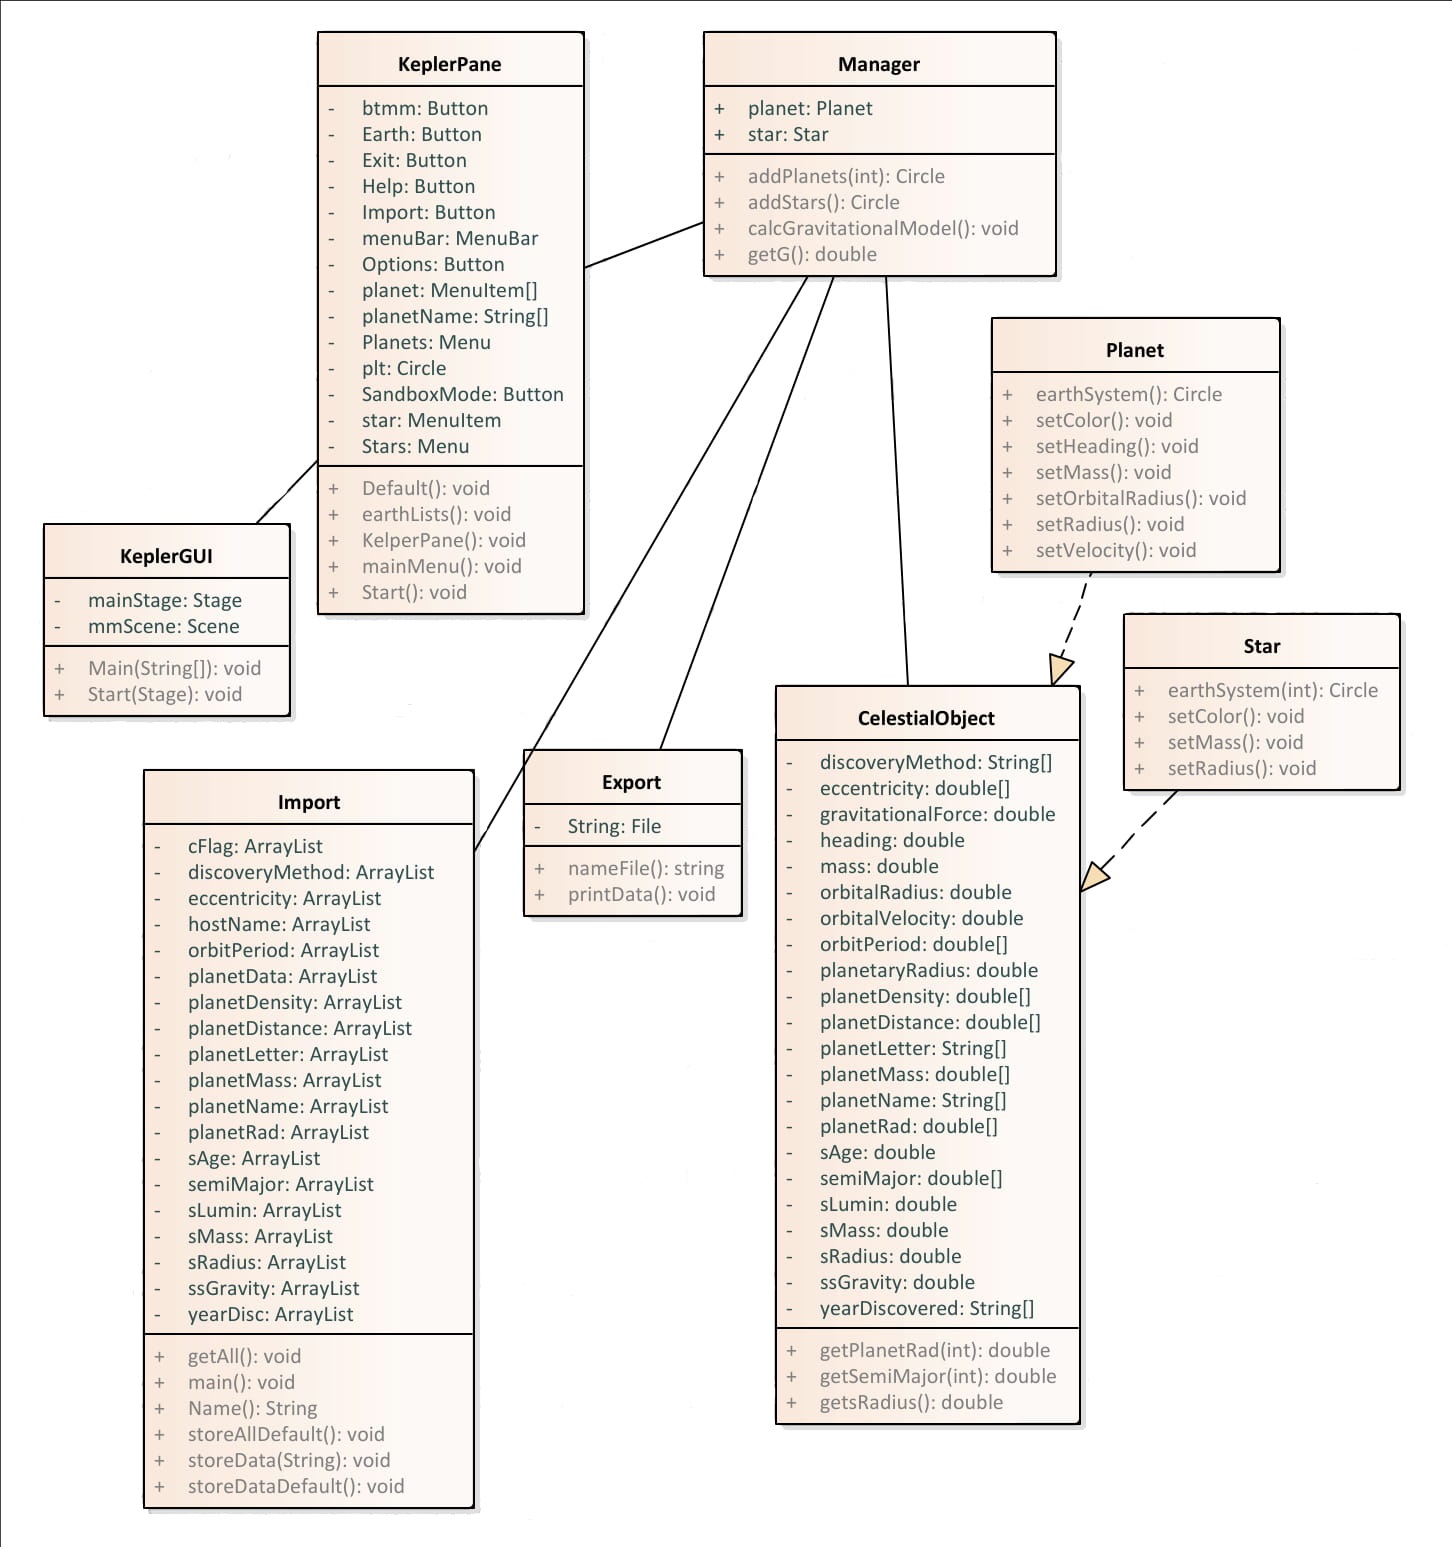 KeplerPane
- btmm: Button
- Earth: Button
- Exit: Button
- Help: Button
- Import: Button
- menuBar: MenuBar
- Options: Button
- planet: MenuItem[]
- planetName: String[]
- Planets: Menu
- plt: Circle
- SandboxMode: Button
- star: MenuItem
- Stars: Menu
+ Default(): void
+ earthLists(): void
+ KelperPane(): void
+ mainMenu(): void
+ Start(): void
Manager
+ planet: Planet
+ star: Star
+ addPlanets(int): Circle
+ addStars(): Circle
+ calcGravitationalModel(): void
+ getG(): double
Planet
+ earthSystem(): Circle
+ setColor(): void
+ setHeading(): void
+ setMass(): void
+ setOrbitalRadius(): void
+ setRadius(): void
+ setVelocity(): void
KeplerGUI
- mainStage: Stage
- mmScene: Scene
+ Main(String[]): void
+ Start(Stage): void
Star
+ earthSystem(int): Circle
+ setColor(): void
+ setMass(): void
+ setRadius(): void
CelestialObject
- discoveryMethod: String[]
- eccentricity: double[]
- gravitationalForce: double
- heading: double
- mass: double
- orbitalRadius: double
- orbitalVelocity: double
- orbitPeriod: double[]
- planetaryRadius: double
- planetDensity: double[]
- planetDistance: double[]
- planetLetter: String[]
- planetMass: double[]
- planetName: String[]
- planetRad: double[]
- sAge: double
- semiMajor: double[]
- sLumin: double
- sMass: double
- sRadius: double
- ssGravity: double
- yearDiscovered: String[]
+ getPlanetRad(int): double
+ getSemiMajor(int): double
+ getsRadius(): double
Export
- String: File
+ nameFile(): string
+ printData(): void
Import
- cFlag: ArrayList
- discoveryMethod: ArrayList
- eccentricity: ArrayList
- hostName: ArrayList
- orbitPeriod: ArrayList
- planetData: ArrayList
- planetDensity: ArrayList
- planetDistance: ArrayList
- planetLetter: ArrayList
- planetMass: ArrayList
- planetName: ArrayList
- planetRad: ArrayList
- sAge: ArrayList
- semiMajor: ArrayList
- sLumin: ArrayList
- sMass: ArrayList
- sRadius: ArrayList
- ssGravity: ArrayList
- yearDisc: ArrayList
+ getAll(): void
+ main(): void
+ Name(): String
+ storeAllDefault(): void
+ storeData(String): void
+ storeDataDefault(): void